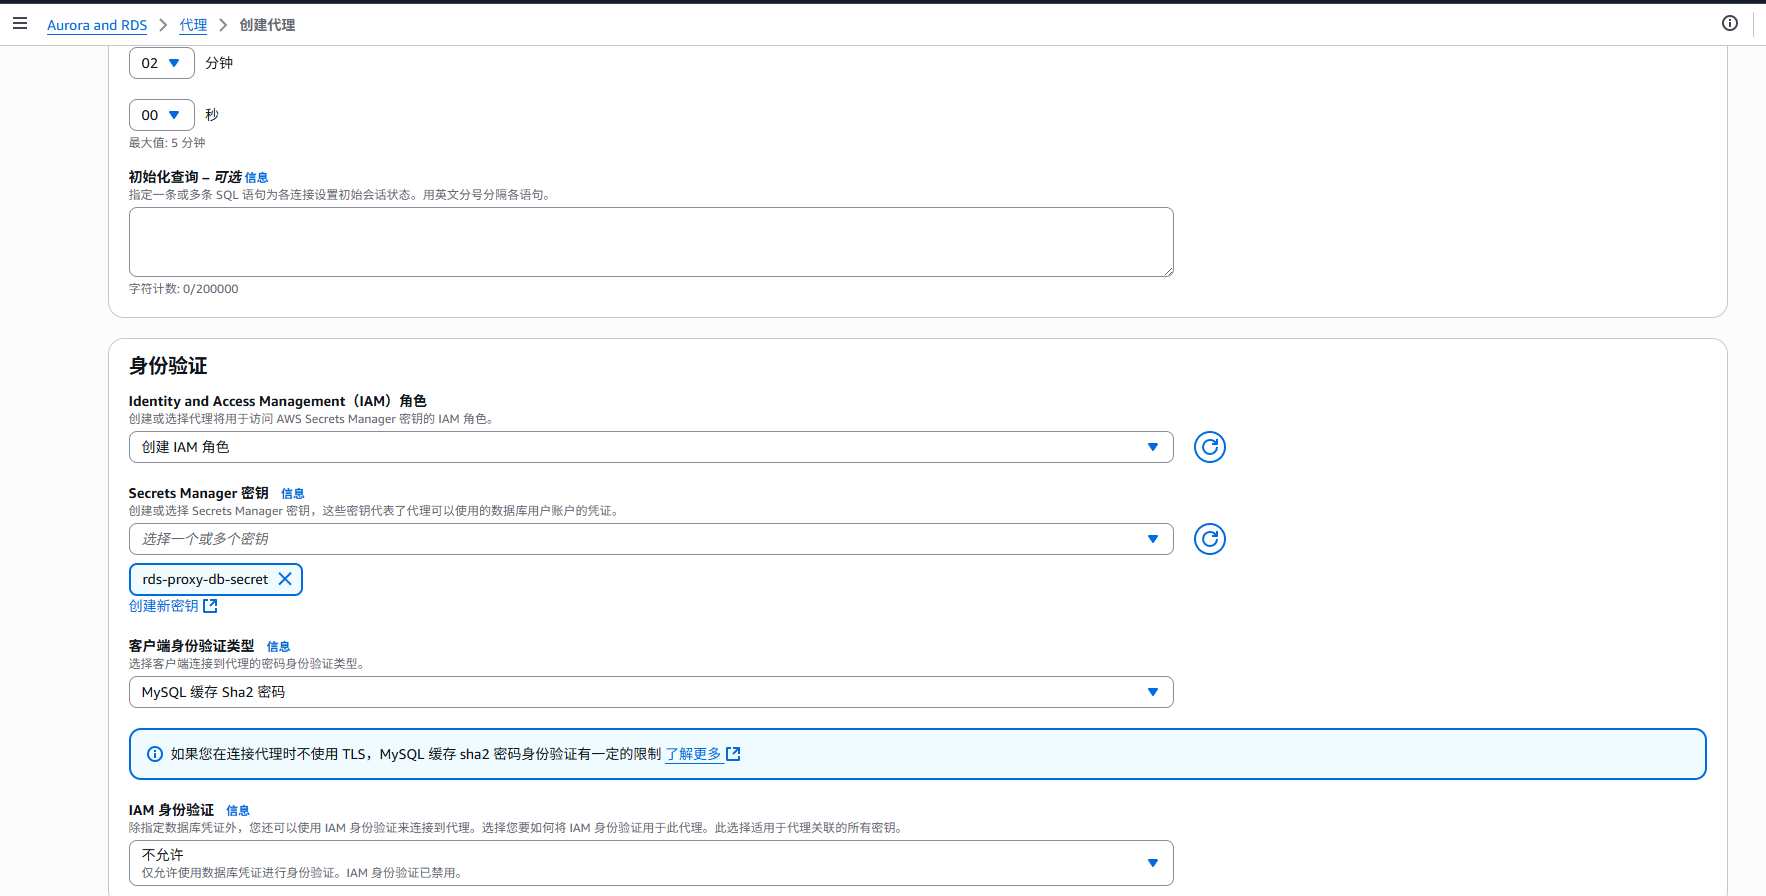 Aurora and RDS > 代理 > 创建代理
02 分钟
00 秒
最大值: 5 分钟
初始化查询 – 可选 信息
指定一条或多条 SQL 语句为各连接设置初始会话状态。用英文分号分隔各语句。
字符计数: 0/200000
身份验证
Identity and Access Management（IAM）角色
创建或选择代理将用于访问 AWS Secrets Manager 密钥的 IAM 角色。
创建 IAM 角色
Secrets Manager 密钥 信息
创建或选择 Secrets Manager 密钥，这些密钥代表了代理可以使用的数据库用户账户的凭证。
选择一个或多个密钥
rds-proxy-db-secret
创建新密钥
客户端身份验证类型 信息
选择客户端连接到代理的密码身份验证类型。
MySQL 缓存 Sha2 密码
如果您在连接代理时不使用 TLS，MySQL 缓存 sha2 密码身份验证有一定的限制 了解更多
IAM 身份验证 信息
除指定数据库凭证外，您还可以使用 IAM 身份验证来连接到代理。选择您要如何将 IAM 身份验证用于此代理。此选择适用于代理关联的所有密钥。
不允许
仅允许使用数据库凭证进行身份验证。IAM 身份验证已禁用。